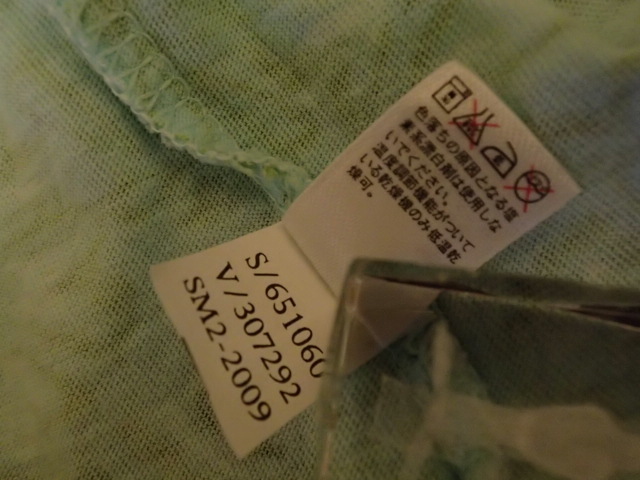 色落ちの原因となる塩
素系漂白剤は使用しな
いでください。
温度調節機能がついて
いる乾燥機のみ低温乾
燥可。
S/651060
V/307292
SM2-2009